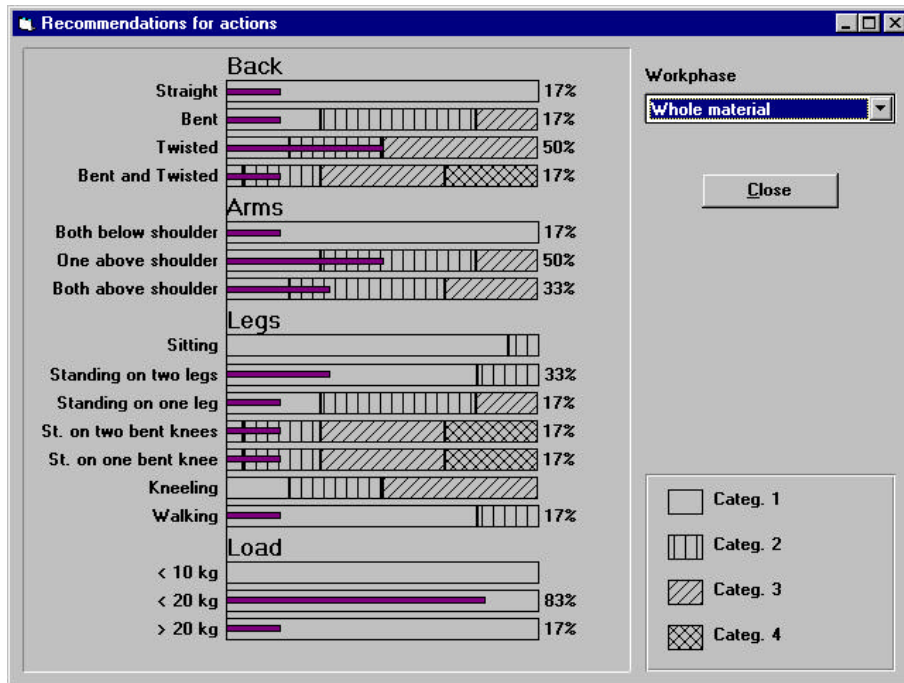 Recommendations for actions
Back
Straight 17%
Bent 17%
Twisted 50%
Bent and Twisted 17%
Arms
Both below shoulder 17%
One above shoulder 50%
Both above shoulder 33%
Legs
Sitting
Standing on two legs 33%
Standing on one leg 17%
St. on two bent knees 17%
St. on one bent knee 17%
Kneeling
Walking 17%
Load
< 10 kg
< 20 kg 83%
> 20 kg 17%
Workphase
Whole material
Close
Categ. 1
Categ. 2
Categ. 3
Categ. 4